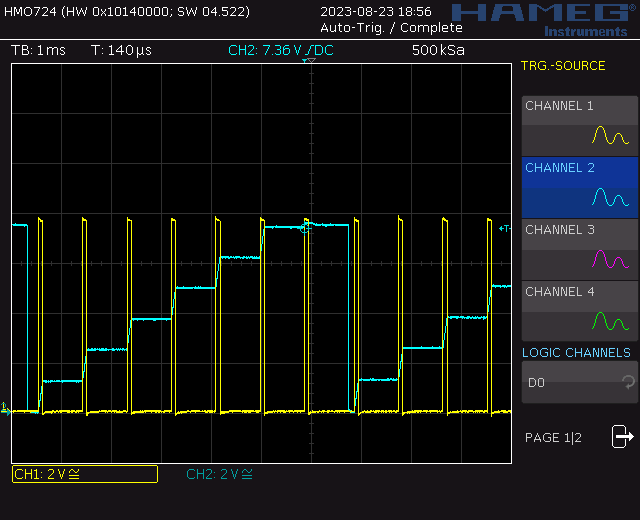 HMO724 (HW 0x10140000; SW 04.522)
2023-08-23 18:56
HAMEG®
Auto-Trig. / Complete
Instruments
TB: 1ms
T: 140µs
CH2: 7.36 V / DC
500kSa
TRG.-SOURCE
CHANNEL 1
CHANNEL 2
T
CHANNEL 3
CHANNEL 4
LOGIC CHANNELS
D0
PAGE 1|2
CH1: 2 V
CH2: 2 V